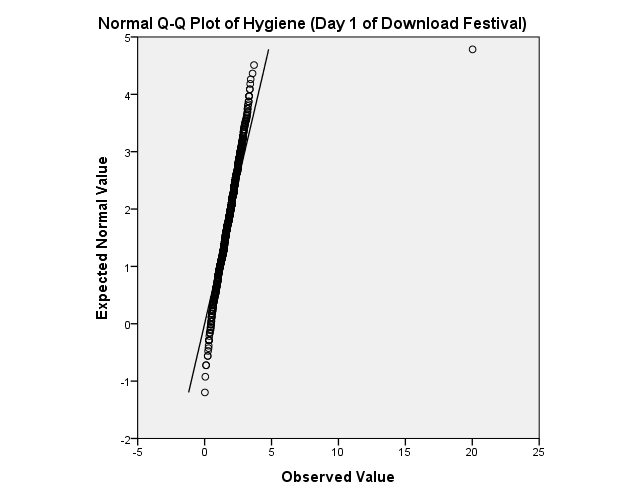 Normal Q-Q Plot of Hygiene (Day 1 of Download Festival)
5
4
3
2
1
0
-1
-2
Expected Normal Value
-5 0 5 10 15 20 25
Observed Value